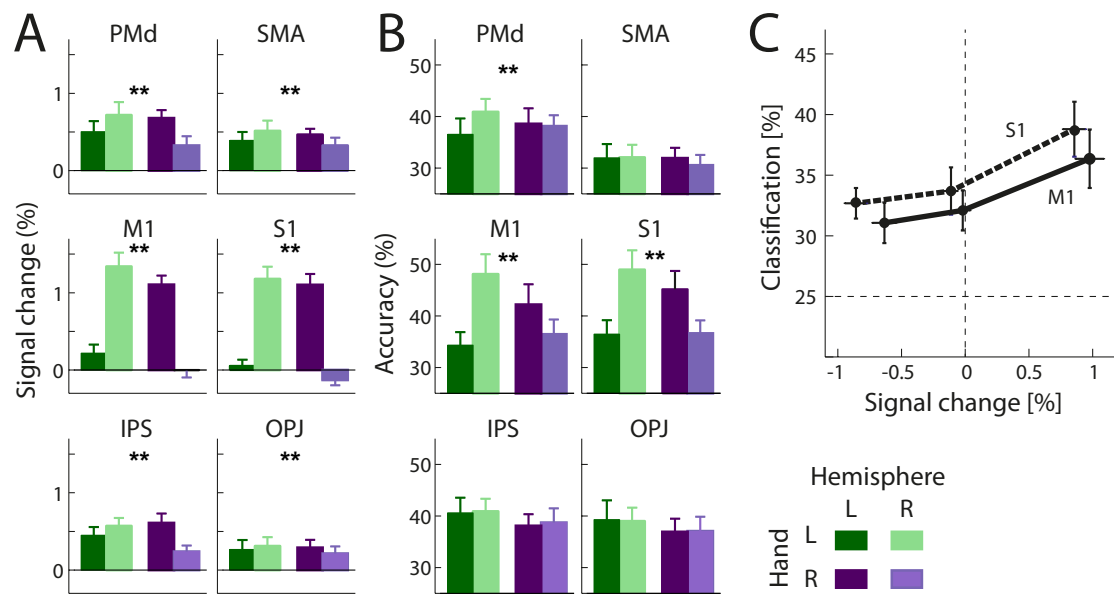 A
PMd
SMA
1
0
**
**
Signal change (%)
M1
S1
1
0
**
**
IPS
OPJ
1
0
**
**
B
PMd
SMA
50
40
30
**
Accuracy (%)
M1
S1
50
40
30
**
**
IPS
OPJ
50
40
30
C
Classification [%]
40
35
30
25
S1
M1
-1
-0.5
0
0.5
1
Signal change [%]
Hemisphere
L R
Hand
L
R